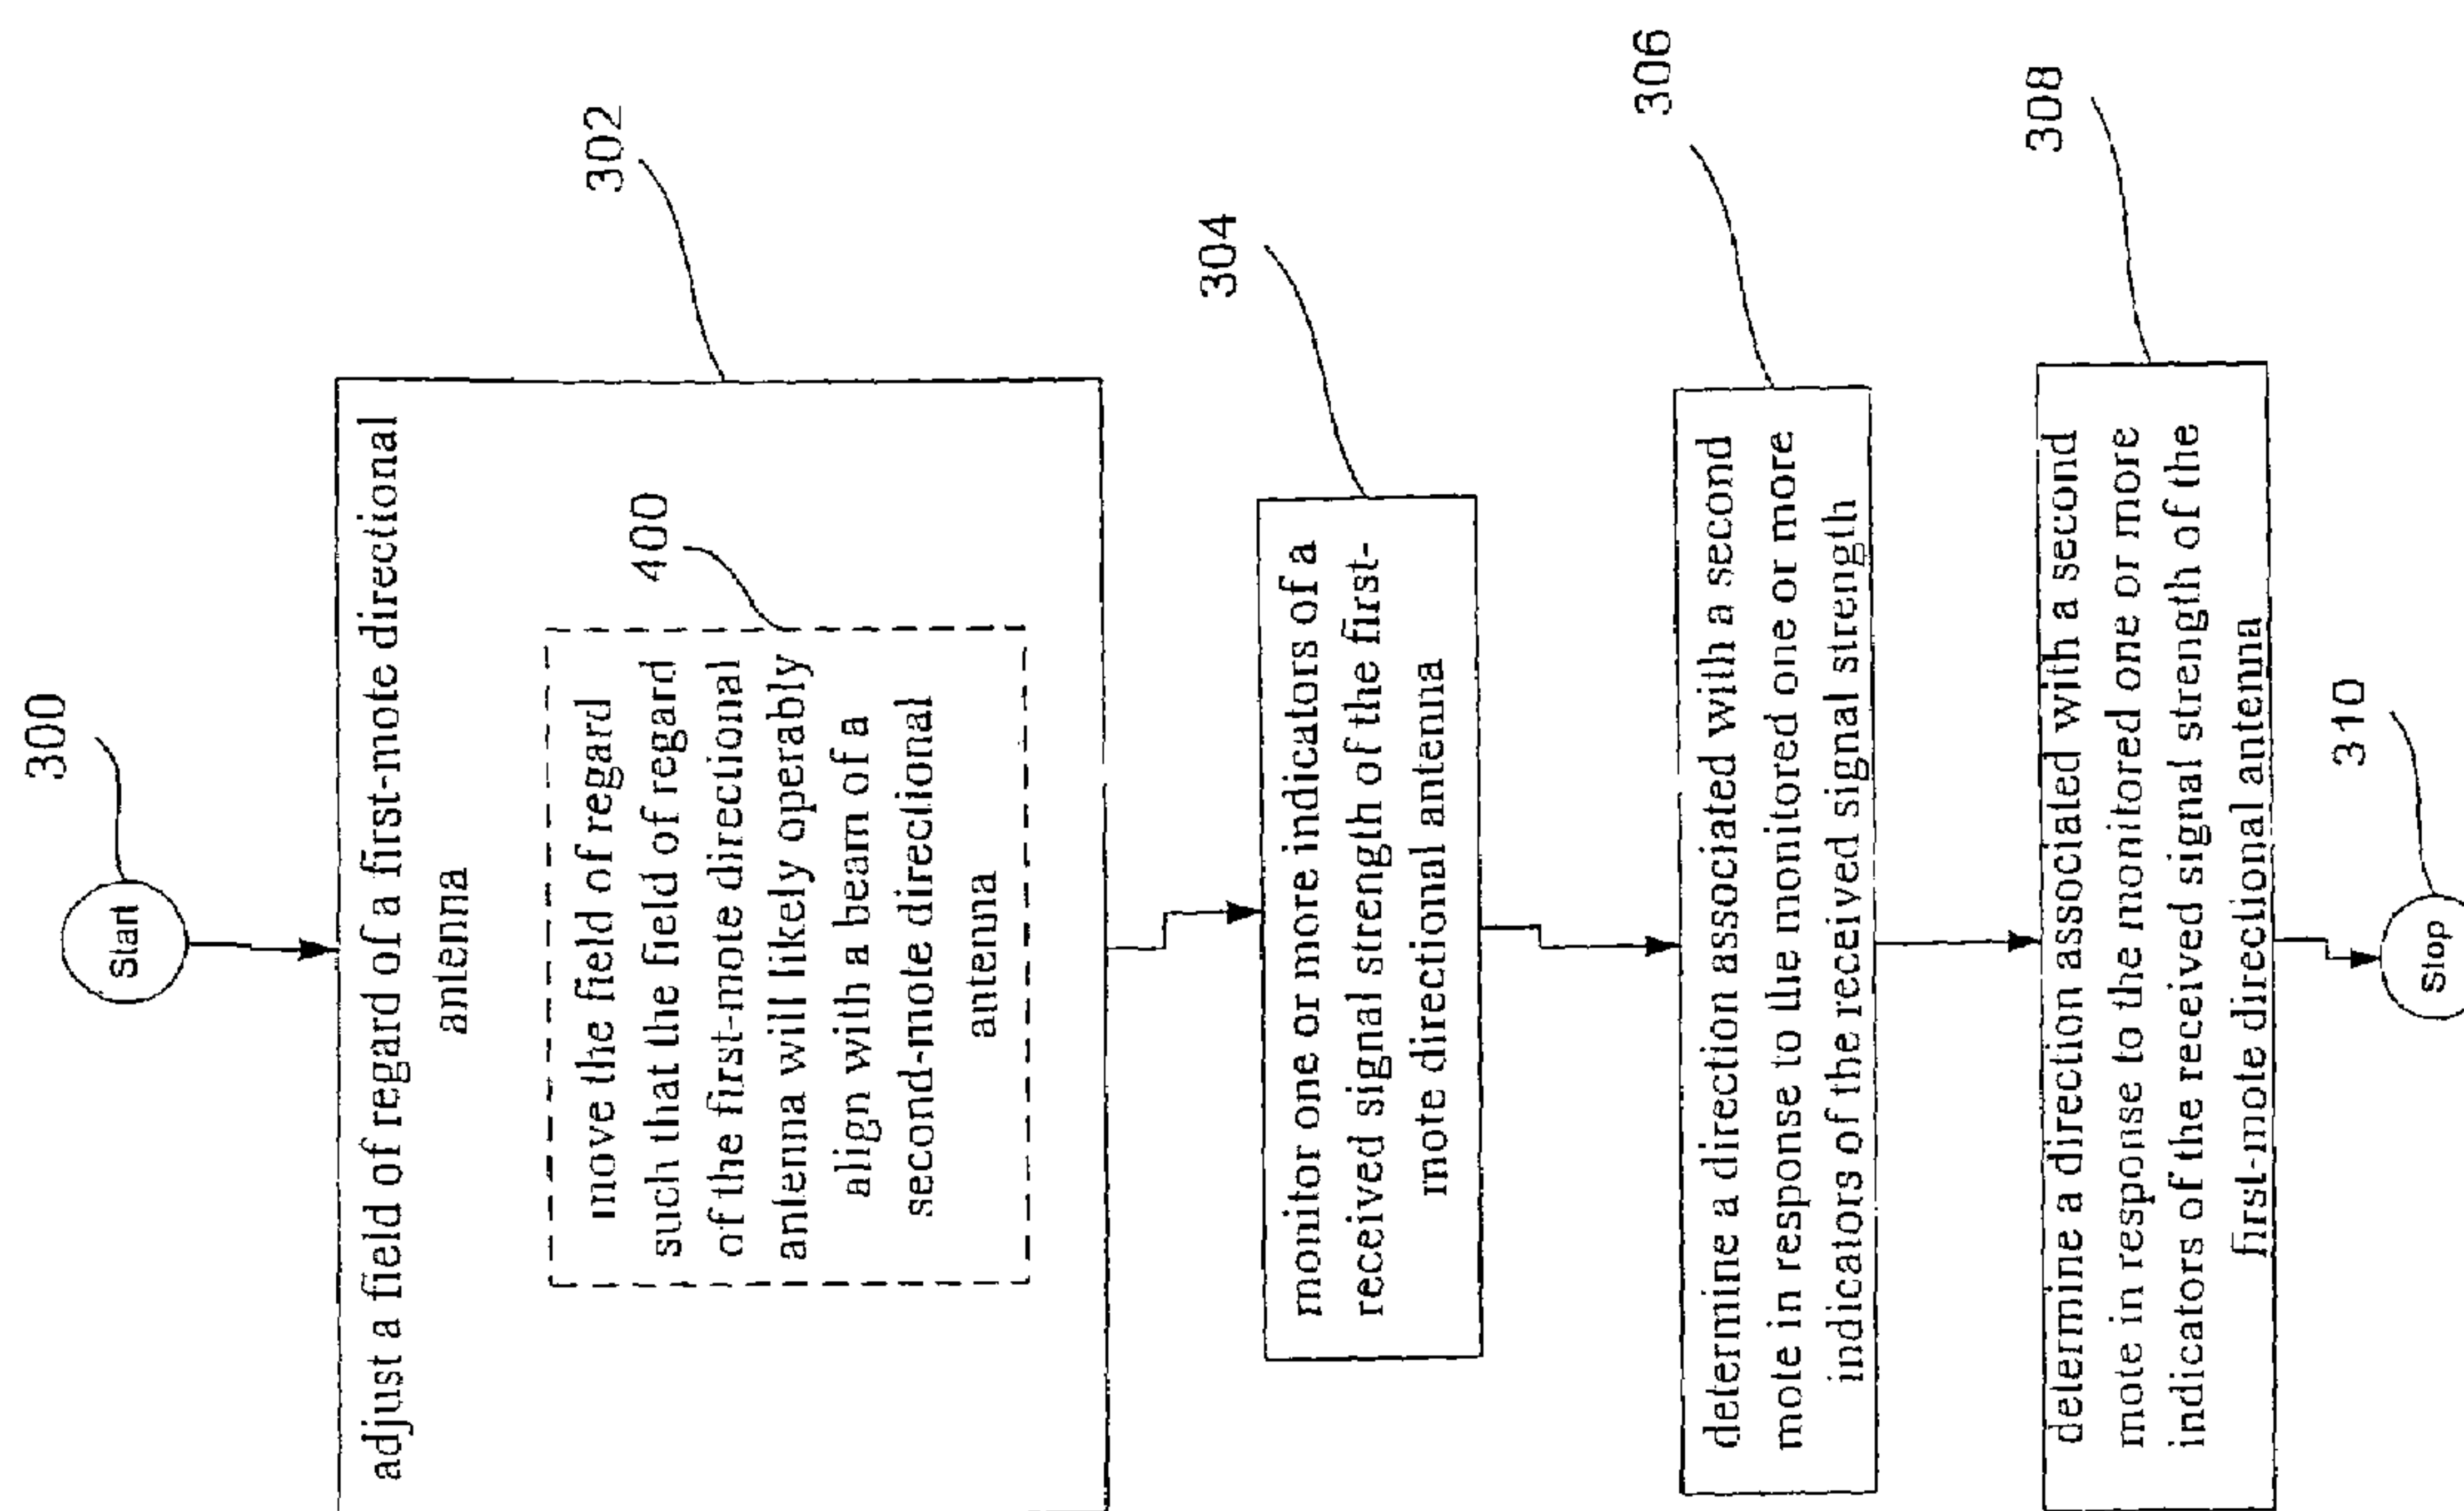 300
Start
302
adjust a field of regard of a first-mote directional
antenna
400
move the field of regard
such that the field of regard
of the first-mote directional
antenna will likely operably
align with a beam of a
second-mote directional
antenna
304
monitor one or more indicators of a
received signal strength of the first-
mote directional antenna
306
determine a direction associated with a second
mote in response to the monitored one or more
indicators of the received signal strength
308
determine a direction associated with a second
mote in response to the monitored one or more
indicators of the received signal strength of the
first-mote directional antenna
310
Stop